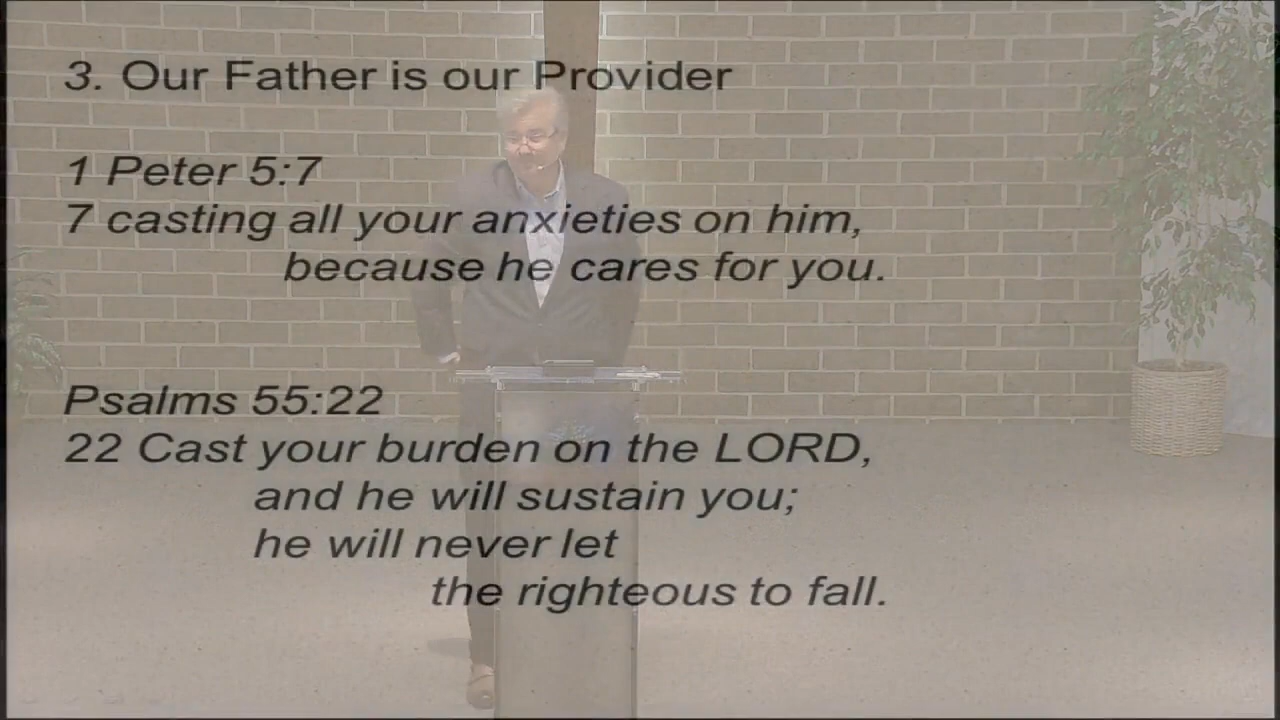 3. Our Father is our Provider
1 Peter 5:7
7 casting all your anxieties on him,
because he cares for you.
Psalms 55:22
22 Cast your burden on the LORD,
and he will sustain you;
he will never let
the righteous to fall.